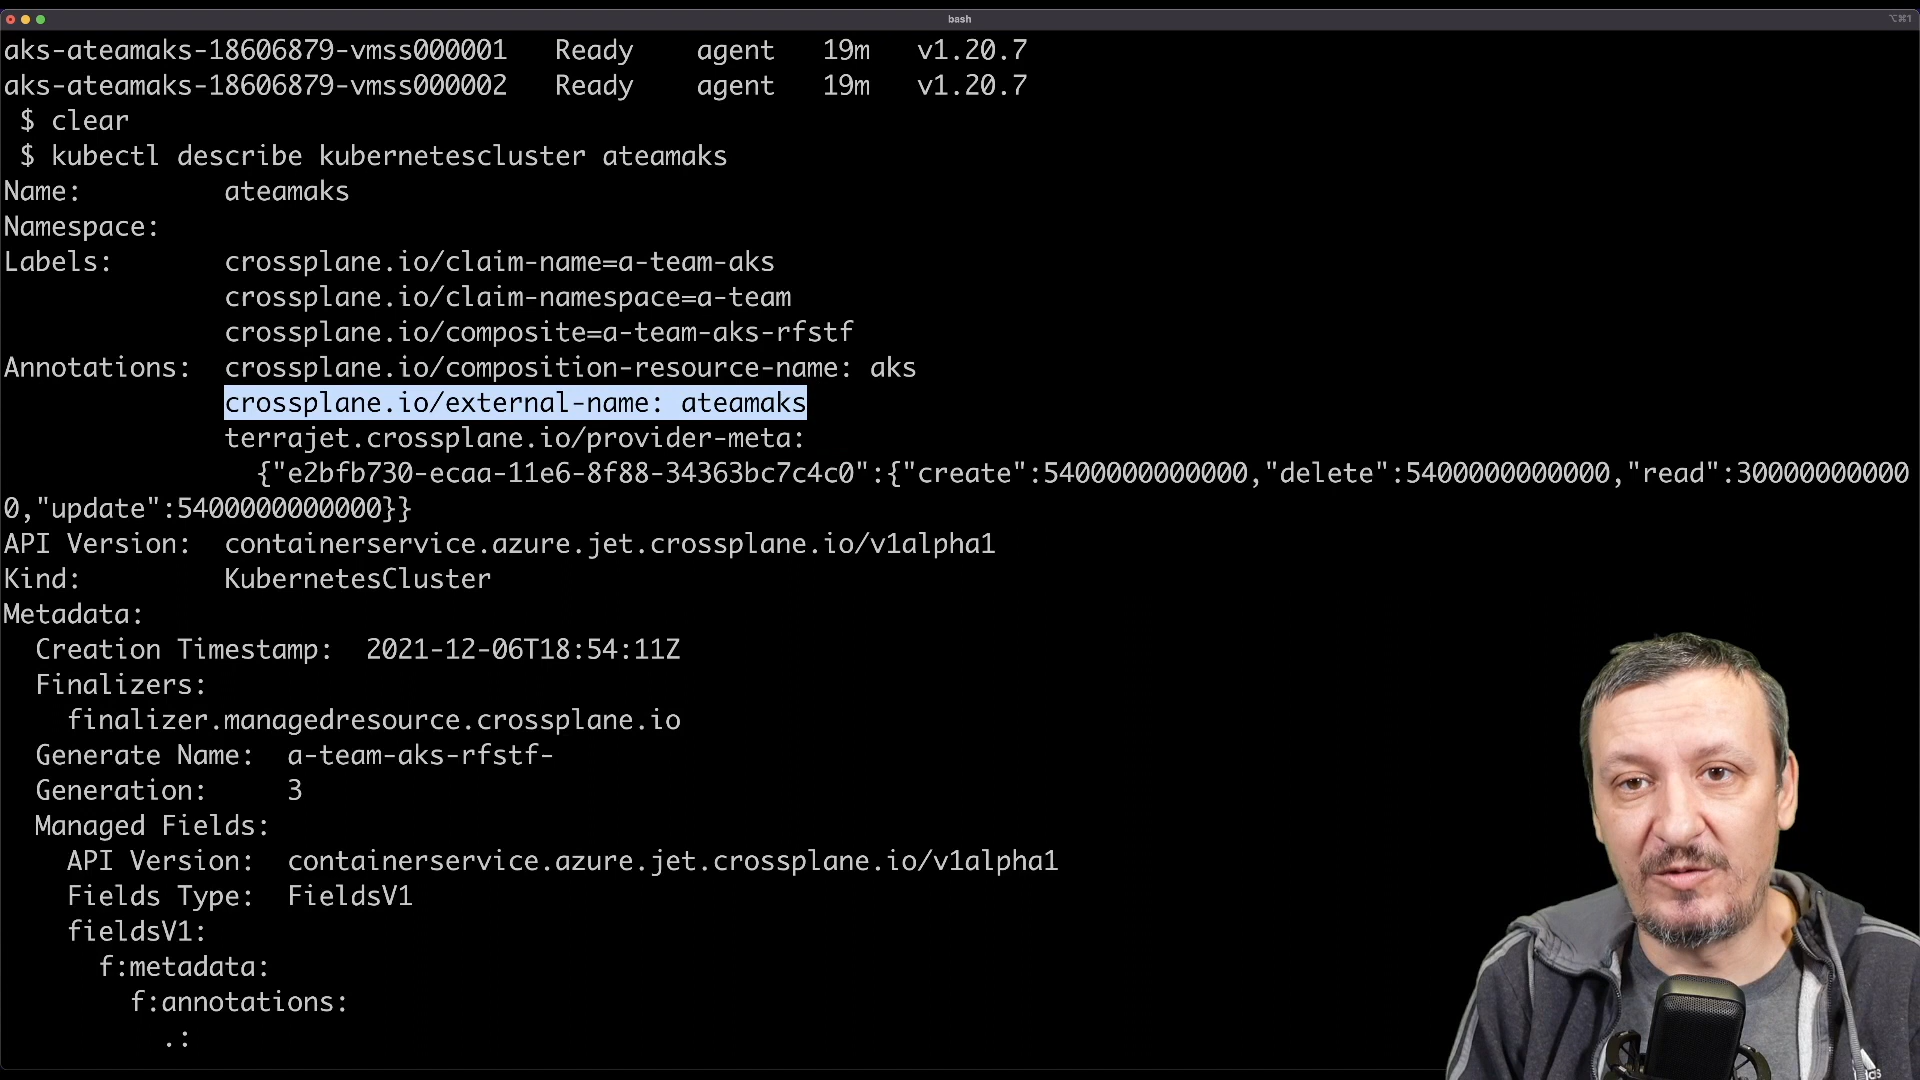 bash
⌥⌘1
aks-ateamaks-18606879-vmss000001   Ready    agent   19m   v1.20.7
aks-ateamaks-18606879-vmss000002   Ready    agent   19m   v1.20.7
$ clear
$ kubectl describe kubernetescluster ateamaks
Name:         ateamaks
Namespace:
Labels:       crossplane.io/claim-name=a-team-aks
              crossplane.io/claim-namespace=a-team
              crossplane.io/composite=a-team-aks-rfstf
Annotations:  crossplane.io/composition-resource-name: aks
              crossplane.io/external-name: ateamaks
              terrajet.crossplane.io/provider-meta:
                {"e2bfb730-ecaa-11e6-8f88-34363bc7c4c0":{"create":5400000000000,"delete":5400000000000,"read":30000000000
0,"update":5400000000000}}
API Version:  containerservice.azure.jet.crossplane.io/v1alpha1
Kind:         KubernetesCluster
Metadata:
  Creation Timestamp:  2021-12-06T18:54:11Z
  Finalizers:
    finalizer.managedresource.crossplane.io
  Generate Name:  a-team-aks-rfstf-
  Generation:     3
  Managed Fields:
    API Version:  containerservice.azure.jet.crossplane.io/v1alpha1
    Fields Type:  FieldsV1
    fieldsV1:
      f:metadata:
        f:annotations:
          .: